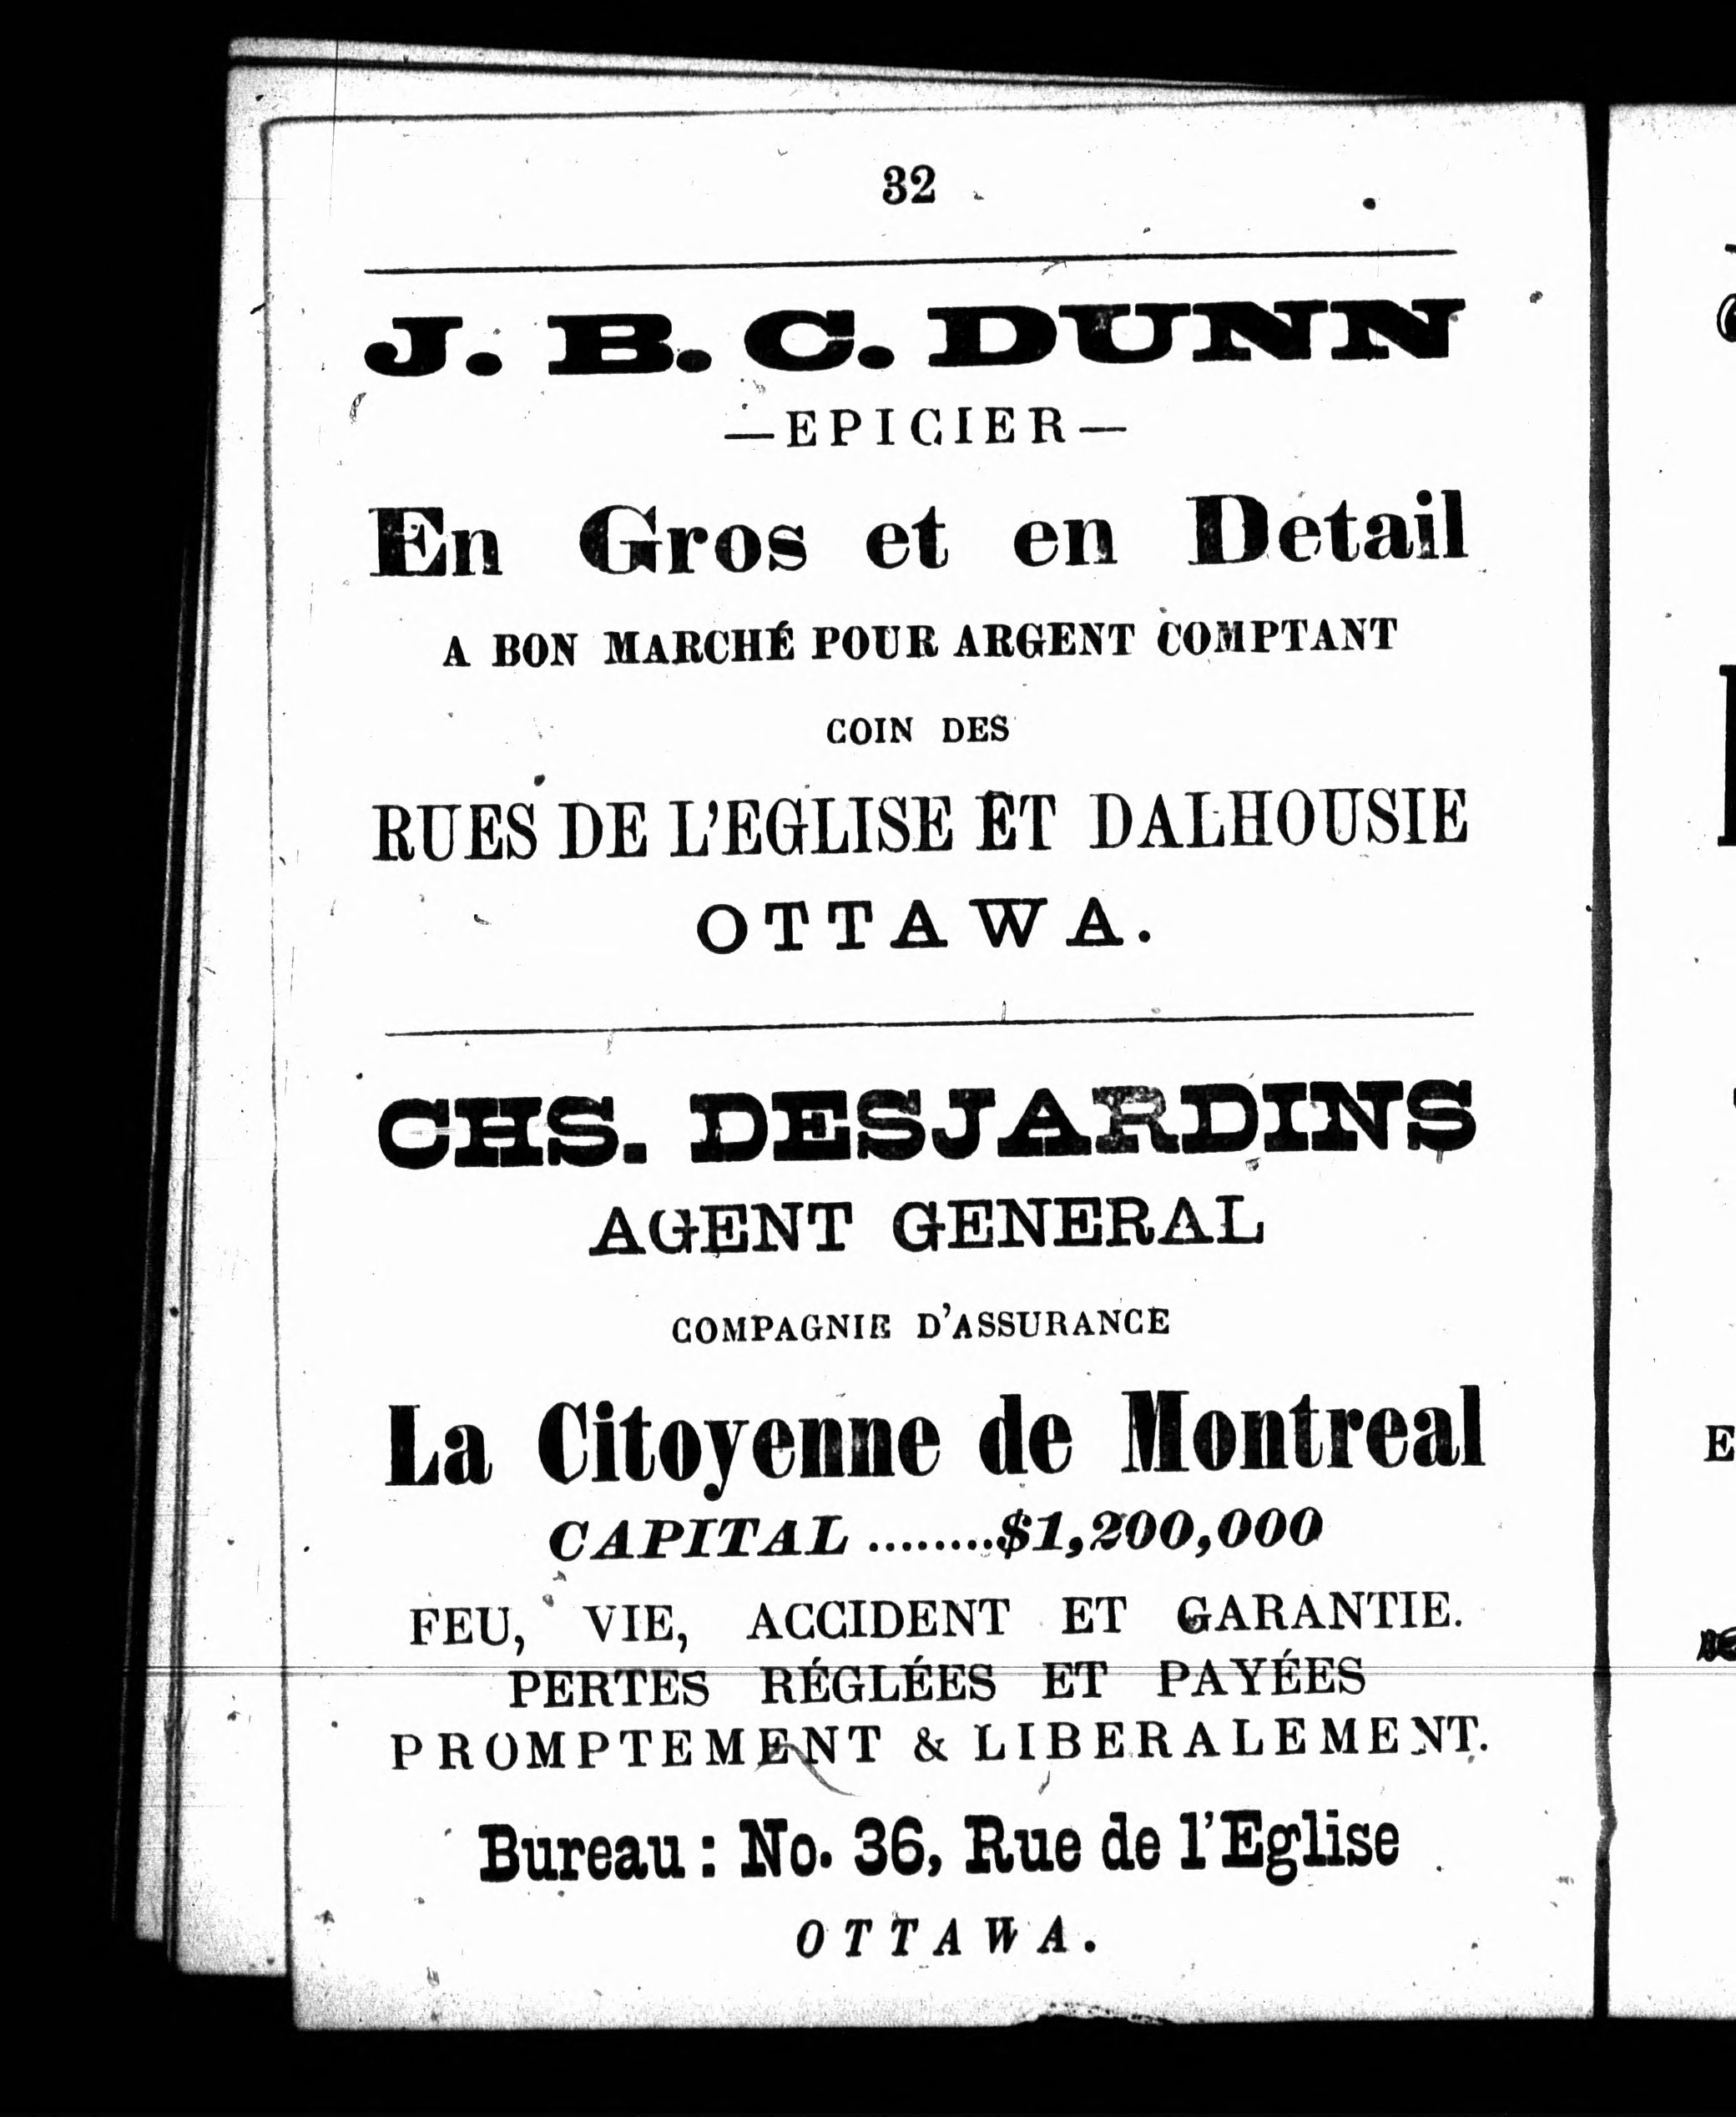 32
J. B. C. DUNN
—EPICIER—
En Gros et en Détail
A BON MARCHÉ POUR ARGENT COMPTANT
COIN DES
RUES DE L'EGLISE ET DALHOUSIE
OTTAWA.
CHS. DESJARDINS
AGENT GENERAL
COMPAGNIE D'ASSURANCE
La Citoyenne de Montreal
CAPITAL ........$1,200,000
FEU, VIE, ACCIDENT ET GARANTIE.
PERTES RÉGLÉES ET PAYÉES
PROMPTEMENT & LIBERALEMENT.
Bureau : No. 36, Rue de l'Eglise
OTTAWA.